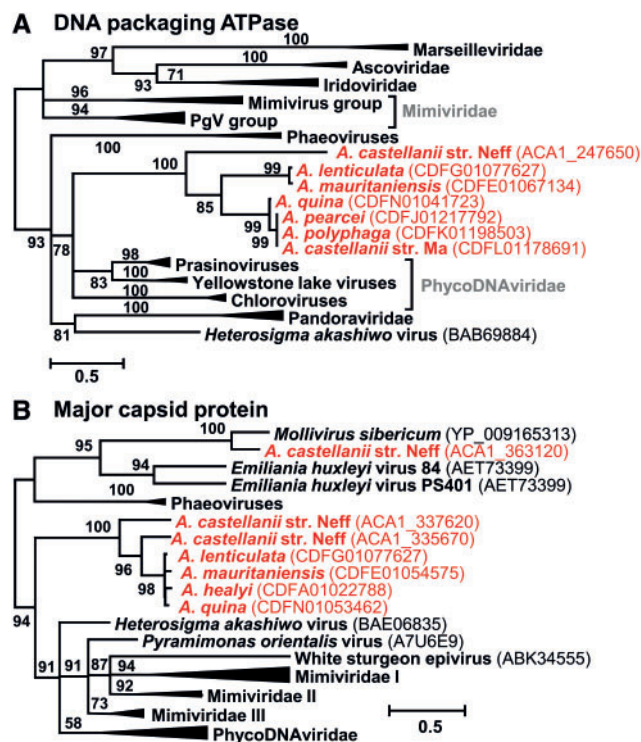 A DNA packaging ATPase
100
97
Marseilleviridae
100
Ascoviridae
71
93
Iridoviridae
96
Mimivirus group
Mimiviridae
94
PgV group
Phaeoviruses
100
A. castellanii str. Neff (ACA1_247650)
100
99
A. lenticulata (CDFG01077627)
A. mauritaniensis (CDFE01067134)
85
A. quina (CDFN01041723)
99
A. pearcei (CDFJ01217792)
A. polyphaga (CDFK01198503)
99
A. castellanii str. Ma (CDFL01178691)
93
78
98
Prasinoviruses
100
83
Yellowstone lake viruses
PhycoDNAviridae
100
Chloroviruses
100
Pandoraviridae
81
Heterosigma akashiwo virus (BAB69884)
0.5
B Major capsid protein
100
Mollivirus sibericum (YP_009165313)
95
A. castellanii str. Neff (ACA1_363120)
94
Emiliania huxleyi virus 84 (AET73399)
Emiliania huxleyi virus PS401 (AET73399)
100
Phaeoviruses
A. castellanii str. Neff (ACA1_337620)
100
A. castellanii str. Neff (ACA1_335670)
96
A. lenticulata (CDFG01077627)
98
A. mauritaniensis (CDFE01054575)
A. healyi (CDFA01022788)
A. quina (CDFN01053462)
94
Heterosigma akashiwo virus (BAE06835)
Pyramimonas orientalis virus (A7U6E9)
91
91
87
White sturgeon epivirus (ABK34555)
94
Mimiviridae I
92
Mimiviridae II
73
Mimiviridae III
58
PhycoDNAviridae
0.5